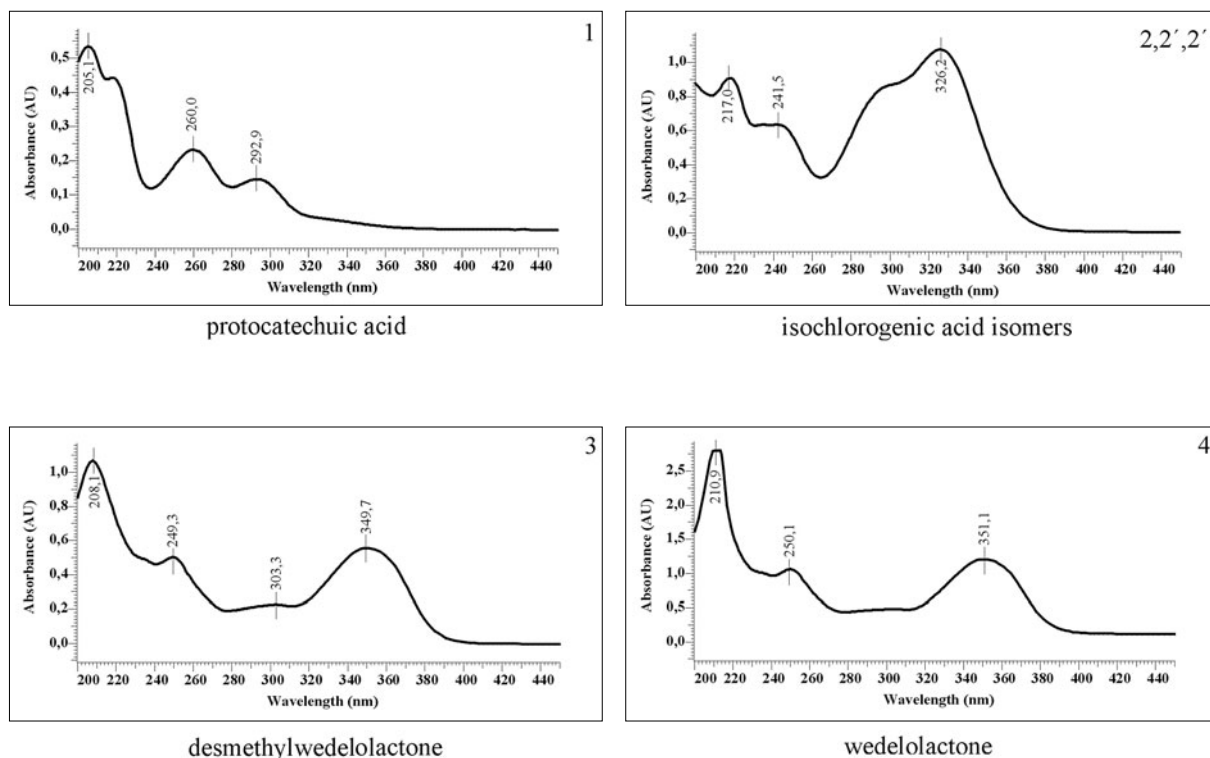 1
Absorbance (AU)
0,5
0,4
0,3
0,2
0,1
0,0
205,1
260,0
292,9
200 220 240 260 280 300 320 340 360 380 400 420 440
Wavelength (nm)
protocatechuic acid
2,2´,2´
Absorbance (AU)
1,0
0,8
0,6
0,4
0,2
0,0
217,0
241,5
326,2
200 220 240 260 280 300 320 340 360 380 400 420 440
Wavelength (nm)
isochlorogenic acid isomers
3
Absorbance (AU)
1,0
0,8
0,6
0,4
0,2
0,0
208,1
249,3
303,3
349,7
200 220 240 260 280 300 320 340 360 380 400 420 440
Wavelength (nm)
desmethylwedelolactone
4
Absorbance (AU)
2,5
2,0
1,5
1,0
0,5
0,0
210,9
250,1
351,1
200 220 240 260 280 300 320 340 360 380 400 420 440
Wavelength (nm)
wedelolactone